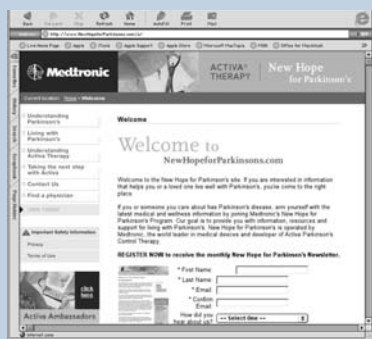 Back Forward Stop Refresh Home AutoFill Print Mail
http://www.NewHopeforParkinsons.com/
Live Home Page Apple iTools Apple Support Apple Store Microsoft MacTopia MSN Office for Macintosh
Favorites
History
Search
Scrapbook
Page Holder
Medtronic
ACTIVA®
THERAPY
New Hope
for Parkinson's
Current location: Home > Welcome
Understanding
Parkinson's
Living with
Parkinson's
Understanding
Activa Therapy
Taking the next step
with Activa
Contact Us
Find a physician
Important Safety Information
Privacy
Terms of Use
click
here
Activa Ambassadors
Welcome
Welcome to
NewHopeforParkinsons.com
Welcome to the New Hope for Parkinson's site. If you are interested in information
that helps you or a loved one live well with Parkinson's, you've come to the right
place.
If you or someone you care about has Parkinson's disease, arm yourself with the
latest medical and wellness information by joining Medtronic's New Hope for
Parkinson's Program. Our goal is to provide you with information, resources and
support for living with Parkinson's. New Hope for Parkinson's is operated by
Medtronic, the world leader in medical devices and developer of Activa Parkinson's
Control Therapy.
REGISTER NOW to receive the monthly New Hope for Parkinson's Newsletter.
* First Name
* Last Name
* Email
* Confirm
Email
How did you
hear about us?
-- Select One --
Internet zone